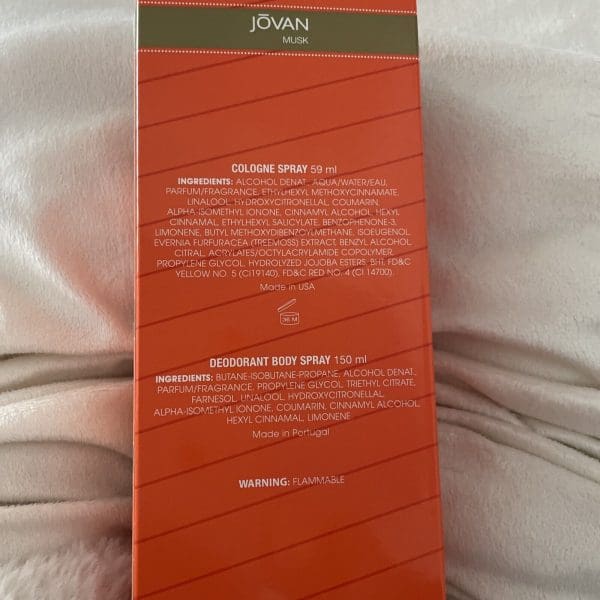 JŌVAN
MUSK
COLOGNE SPRAY 59 ml
INGREDIENTS: ALCOHOL DENAT., AQUA/WATER/EAU,
PARFUM/FRAGRANCE, ETHYLHEXYL METHOXYCINNAMATE,
LINALOOL, HYDROXYCITRONELLAL, COUMARIN,
ALPHA-ISOMETHYL IONONE, CINNAMYL ALCOHOL, HEXYL
CINNAMAL, ETHYLHEXYL SALICYLATE, BENZOPHENONE-3,
LIMONENE, BUTYL METHOXYDIBENZOYLMETHANE, ISOEUGENOL,
EVERNIA FURFURACEA (TREEMOSS) EXTRACT, BENZYL ALCOHOL,
CITRAL, ACRYLATES/OCTYLACRYLAMIDE COPOLYMER,
PROPYLENE GLYCOL, HYDROLYZED JOJOBA ESTERS, BHT, FD&C
YELLOW NO. 5 (CI19140), FD&C RED NO. 4 (CI 14700)
Made in USA
36 M
DEODORANT BODY SPRAY 150 ml
INGREDIENTS: BUTANE-ISOBUTANE-PROPANE, ALCOHOL DENAT.,
PARFUM/FRAGRANCE, PROPYLENE GLYCOL, TRIETHYL CITRATE,
FARNESOL, LINALOOL, HYDROXYCITRONELLAL,
ALPHA-ISOMETHYL IONONE, COUMARIN, CINNAMYL ALCOHOL,
HEXYL CINNAMAL, LIMONENE
Made in Portugal
WARNING: FLAMMABLE